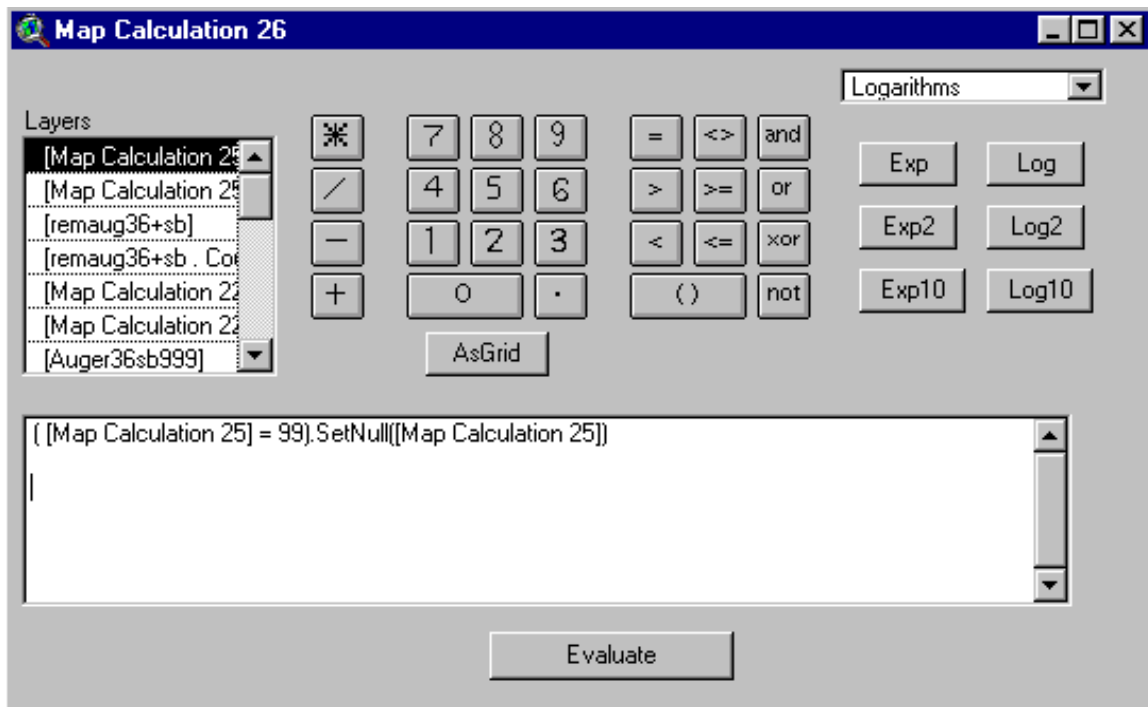 Map Calculation 26
Logarithms
Layers
[Map Calculation 25
[Map Calculation 25
[remaug36+sb]
[remaug36+sb . Co
[Map Calculation 22
[Map Calculation 22
[Auger36sb999]
* 7 8 9 = <> and
/ 4 5 6 > >= or
- 1 2 3 < <= xor
+ 0 . ( ) not
AsGrid
Exp Log
Exp2 Log2
Exp10 Log10
( [Map Calculation 25] = 99).SetNull([Map Calculation 25])
Evaluate